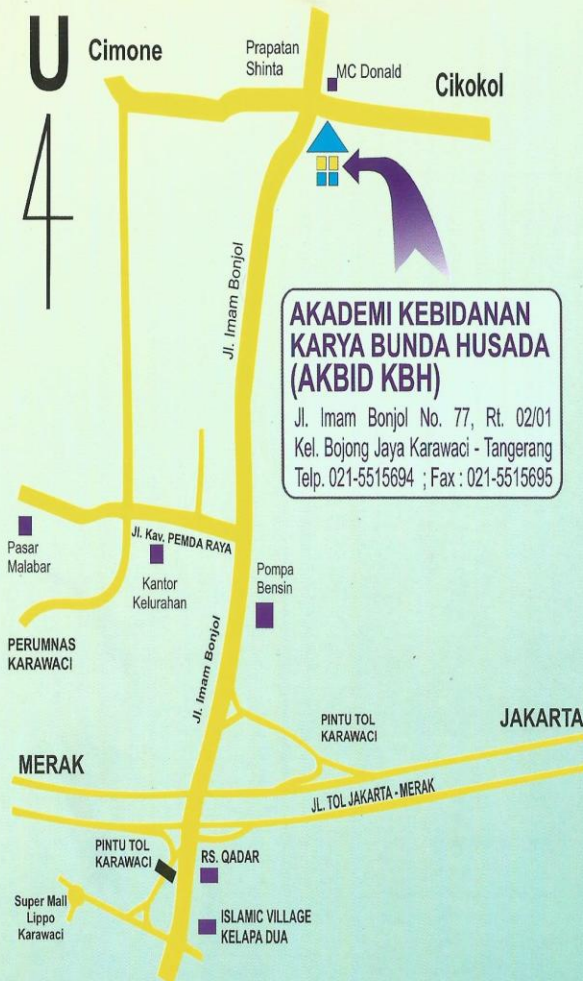 U
Cimone
Prapatan
Shinta
MC Donald
Cikokol
Jl. Imam Bonjol
AKADEMI KEBIDANAN
KARYA BUNDA HUSADA
(AKBID KBH)
Jl. Imam Bonjol No. 77, Rt. 02/01
Kel. Bojong Jaya Karawaci - Tangerang
Telp. 021-5515694 ; Fax : 021-5515695
Pasar
Malabar
Jl. Kav. PEMDA RAYA
Kantor
Kelurahan
Pompa
Bensin
PERUMNAS
KARAWACI
Jl. Imam Bonjol
PINTU TOL
KARAWACI
JAKARTA
MERAK
JL. TOL JAKARTA - MERAK
PINTU TOL
KARAWACI
RS. QADAR
Super Mall
Lippo
Karawaci
ISLAMIC VILLAGE
KELAPA DUA